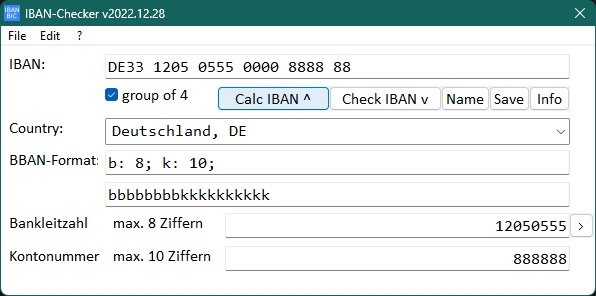 IBAN BIC IBAN-Checker v2022.12.28
File Edit ?
IBAN: DE33 1205 0555 0000 8888 88
group of 4 Calc IBAN ^ Check IBAN v Name Save Info
Country: Deutschland, DE
BBAN-Format: b: 8; k: 10;
bbbbbbbbkkkkkkkkkk
Bankleitzahl max. 8 Ziffern 12050555 >
Kontonummer max. 10 Ziffern 888888